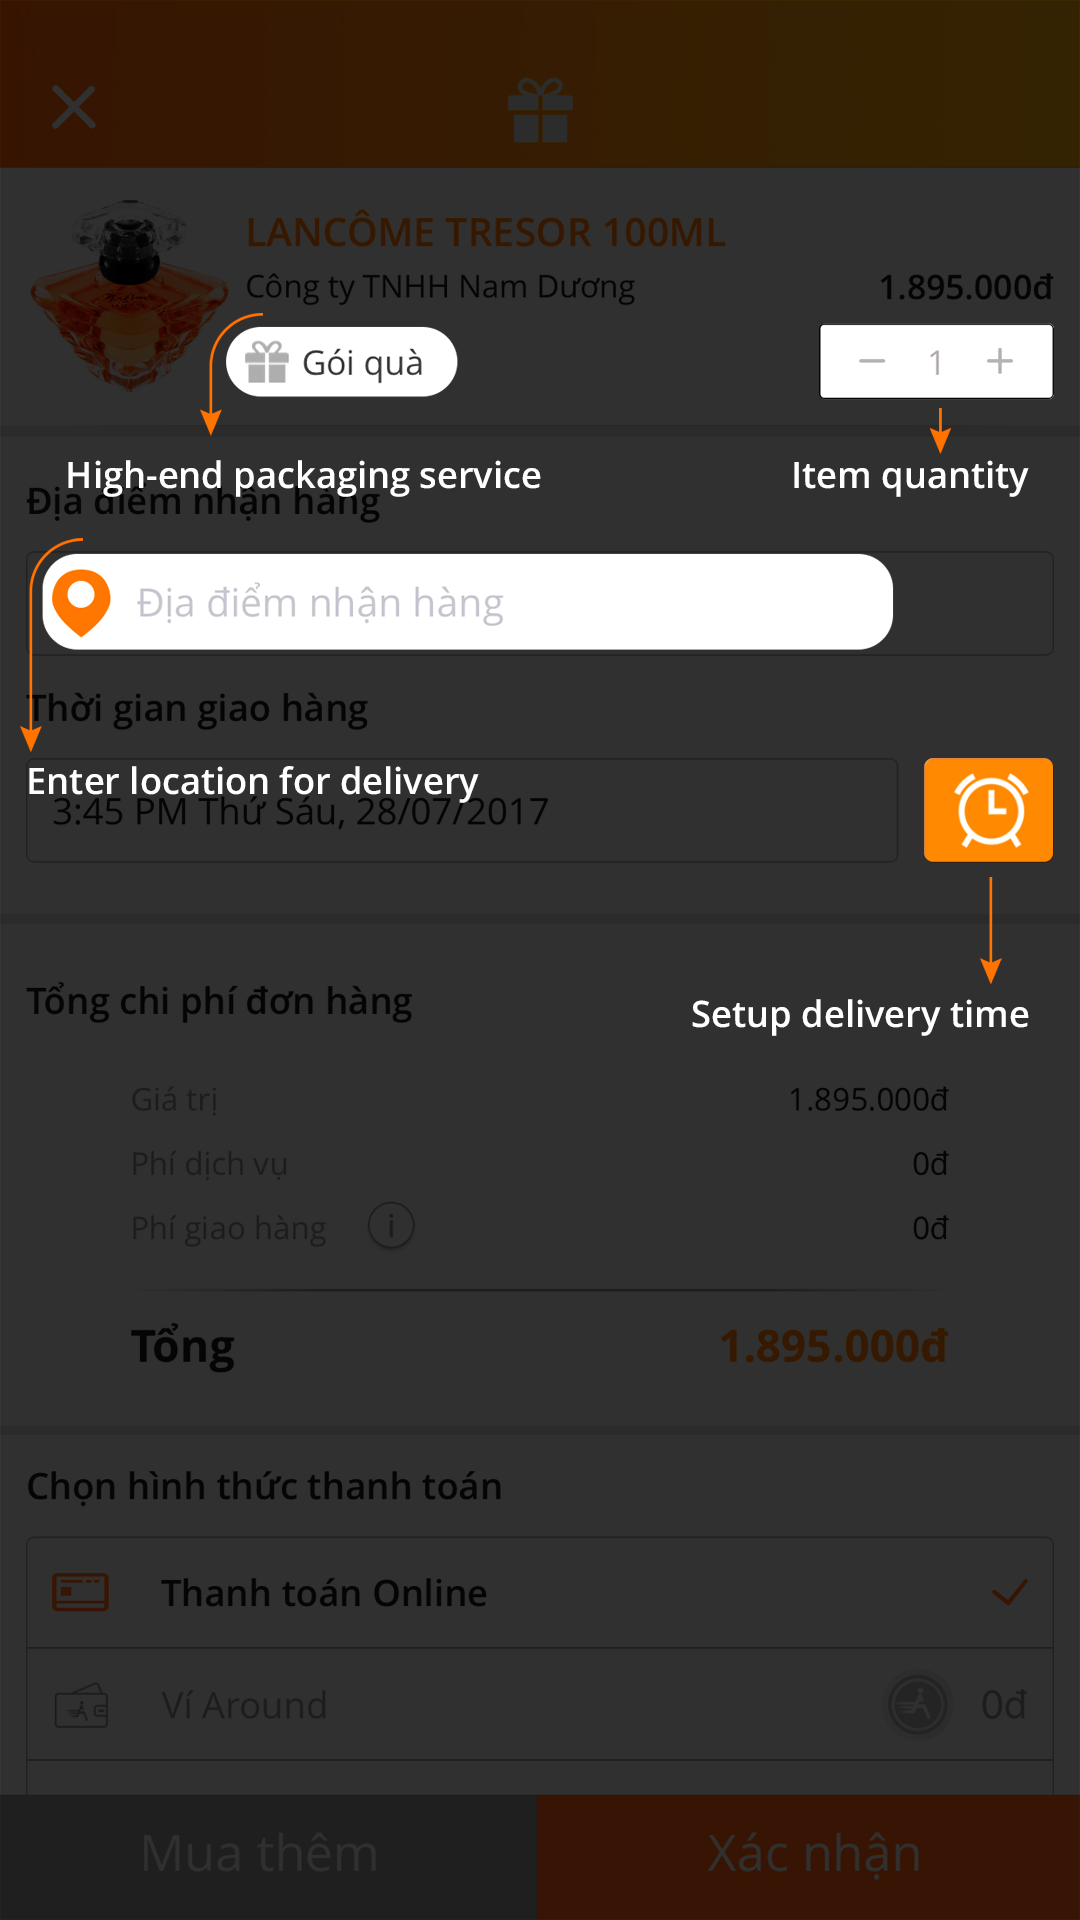 LANCÔME TRESOR 100ML
Công ty TNHH Nam Dương
1.895.000đ
Gói quà
1
High-end packaging service
Item quantity
Địa điểm nhận hàng
Địa điểm nhận hàng
Thời gian giao hàng
Enter location for delivery
3:45 PM Thứ Sáu, 28/07/2017
Setup delivery time
Tổng chi phí đơn hàng
Giá trị
1.895.000đ
Phí dịch vụ
0đ
Phí giao hàng
i
0đ
Tổng
1.895.000đ
Chọn hình thức thanh toán
Thanh toán Online
Ví Around
0đ
Mua thêm
Xác nhận